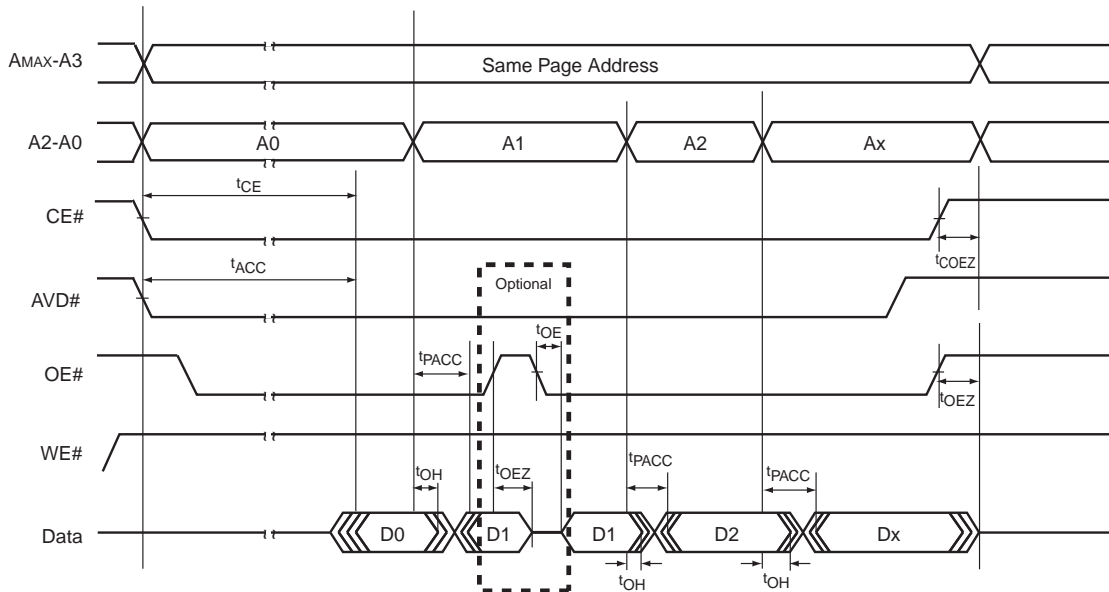 AMAX-A3
Same Page Address
A2-A0
A0
A1
A2
Ax
tCE
CE#
tCOEZ
tACC
Optional
AVD#
tOE
tPACC
OE#
tOEZ
WE#
tOH
tOEZ
tPACC
tPACC
Data
D0
D1
D1
D2
Dx
tOH
tOH